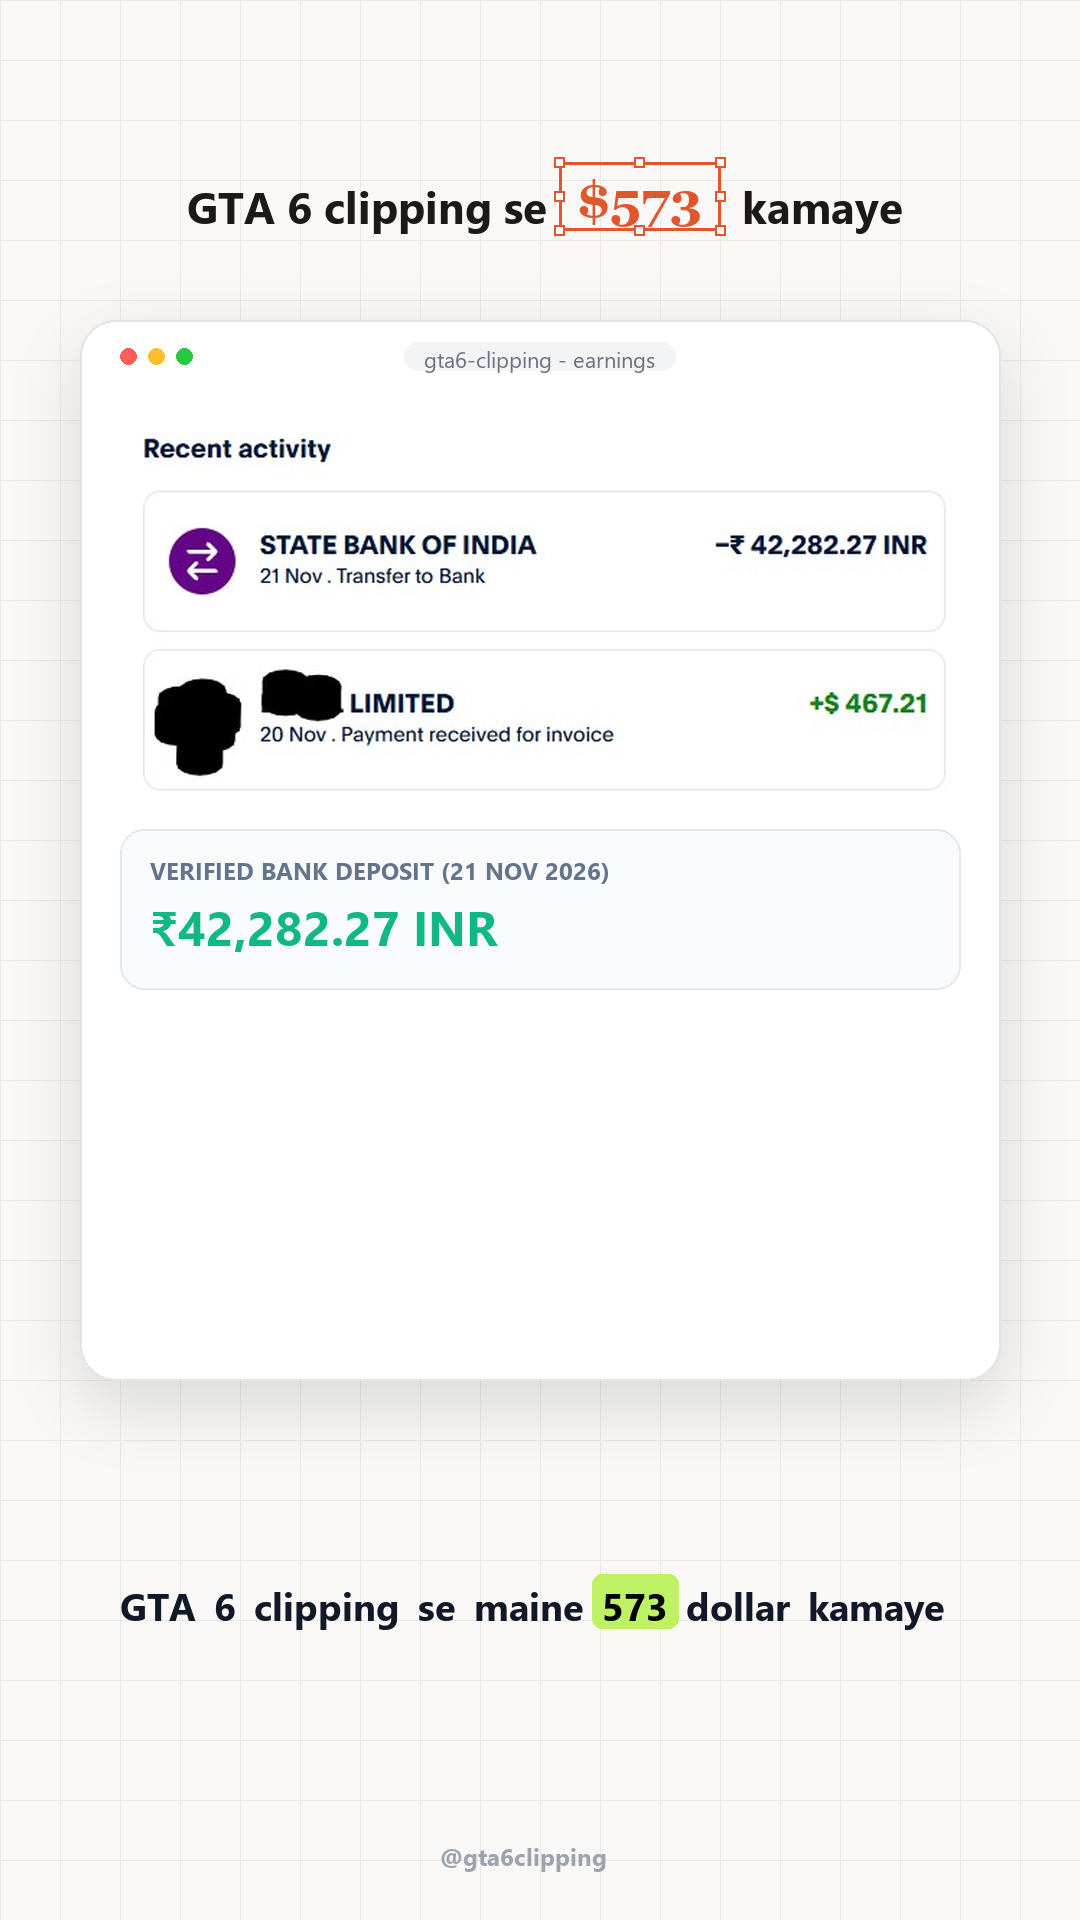 GTA 6 clipping se $573 kamaye
gta6-clipping - earnings
Recent activity
STATE BANK OF INDIA −₹ 42,282.27 INR
21 Nov . Transfer to Bank
LIMITED +$ 467.21
20 Nov . Payment received for invoice
VERIFIED BANK DEPOSIT (21 NOV 2026)
₹42,282.27 INR
GTA 6 clipping se maine 573 dollar kamaye
@gta6clipping